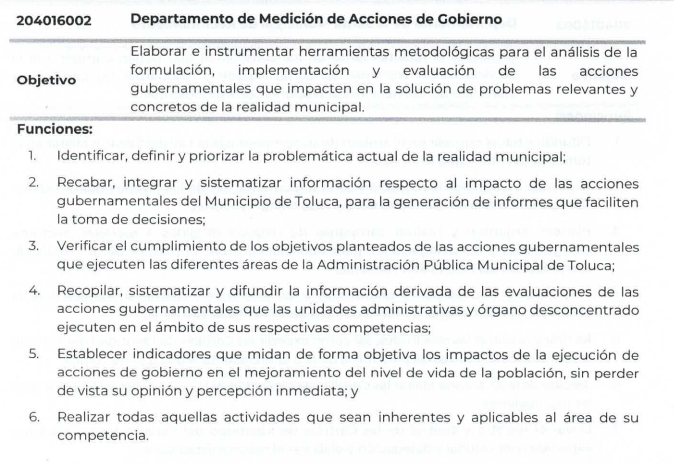 204016002 Departamento de Medición de Acciones de Gobierno
Objetivo
Elaborar e instrumentar herramientas metodológicas para el análisis de la
formulación, implementación y evaluación de las acciones
gubernamentales que impacten en la solución de problemas relevantes y
concretos de la realidad municipal.
Funciones:
1. Identificar, definir y priorizar la problemática actual de la realidad municipal;
2. Recabar, integrar y sistematizar información respecto al impacto de las acciones
gubernamentales del Municipio de Toluca, para la generación de informes que faciliten
la toma de decisiones;
3. Verificar el cumplimiento de los objetivos planteados de las acciones gubernamentales
que ejecuten las diferentes áreas de la Administración Pública Municipal de Toluca;
4. Recopilar, sistematizar y difundir la información derivada de las evaluaciones de las
acciones gubernamentales que las unidades administrativas y órgano desconcentrado
ejecuten en el ámbito de sus respectivas competencias;
5. Establecer indicadores que midan de forma objetiva los impactos de la ejecución de
acciones de gobierno en el mejoramiento del nivel de vida de la población, sin perder
de vista su opinión y percepción inmediata; y
6. Realizar todas aquellas actividades que sean inherentes y aplicables al área de su
competencia.